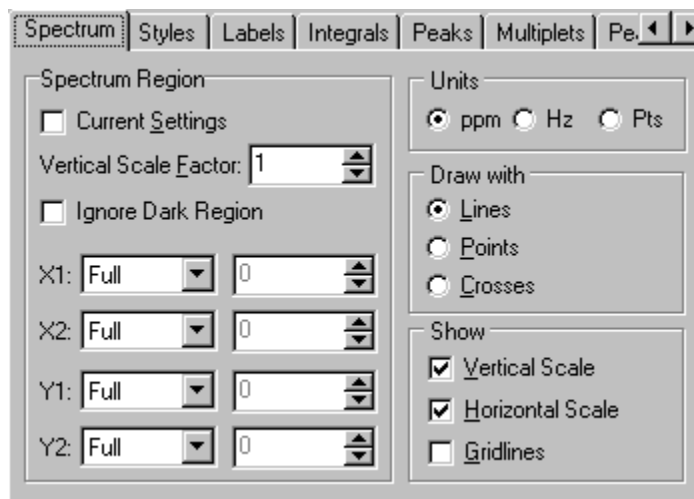 Spectrum Styles Labels Integrals Peaks Multiplets
Spectrum Region
Current Settings
Vertical Scale Factor: 1
Ignore Dark Region
X1: Full 0
X2: Full 0
Y1: Full 0
Y2: Full 0
Units
ppm Hz Pts
Draw with
Lines
Points
Crosses
Show
Vertical Scale
Horizontal Scale
Gridlines